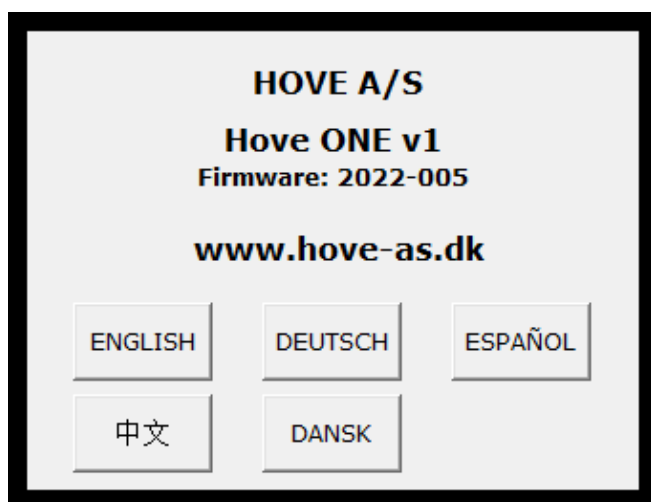 HOVE A/S
Hove ONE v1
Firmware: 2022-005
www.hove-as.dk
ENGLISH DEUTSCH ESPAÑOL
中文 DANSK